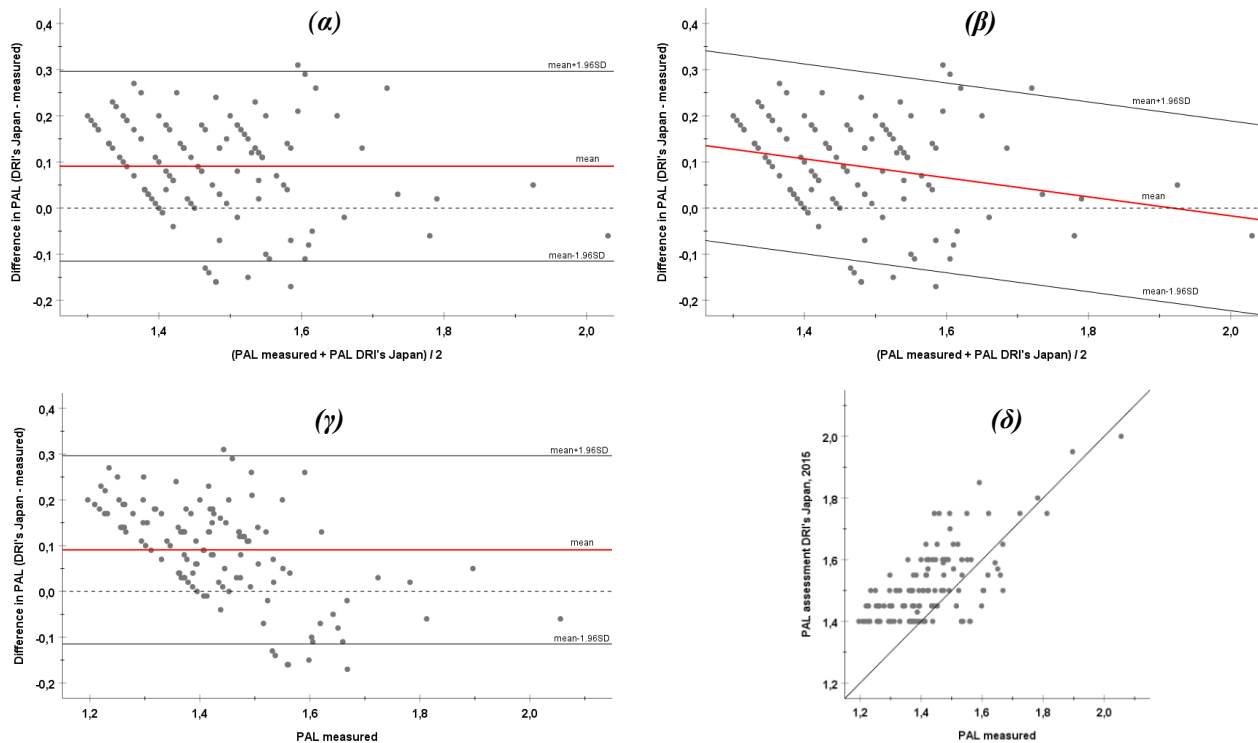 (α)
0,4
0,3
0,2
0,1
0,0
-0,1
-0,2
Difference in PAL (DRI's Japan - measured)
mean+1.96SD
mean
mean-1.96SD
1,4
1,6
1,8
2,0
(PAL measured + PAL DRI's Japan) / 2
(β)
0,4
0,3
0,2
0,1
0,0
-0,1
-0,2
Difference in PAL (DRI's Japan - measured)
mean+1.96SD
mean
mean-1.96SD
1,4
1,6
1,8
2,0
(PAL measured + PAL DRI's Japan) / 2
(γ)
0,4
0,3
0,2
0,1
0,0
-0,1
-0,2
Difference in PAL (DRI's Japan - measured)
mean+1.96SD
mean
mean-1.96SD
1,2
1,4
1,6
1,8
2,0
PAL measured
(δ)
2,0
1,8
1,6
1,4
1,2
PAL assessment DRI's Japan, 2015
1,2
1,4
1,6
1,8
2,0
PAL measured